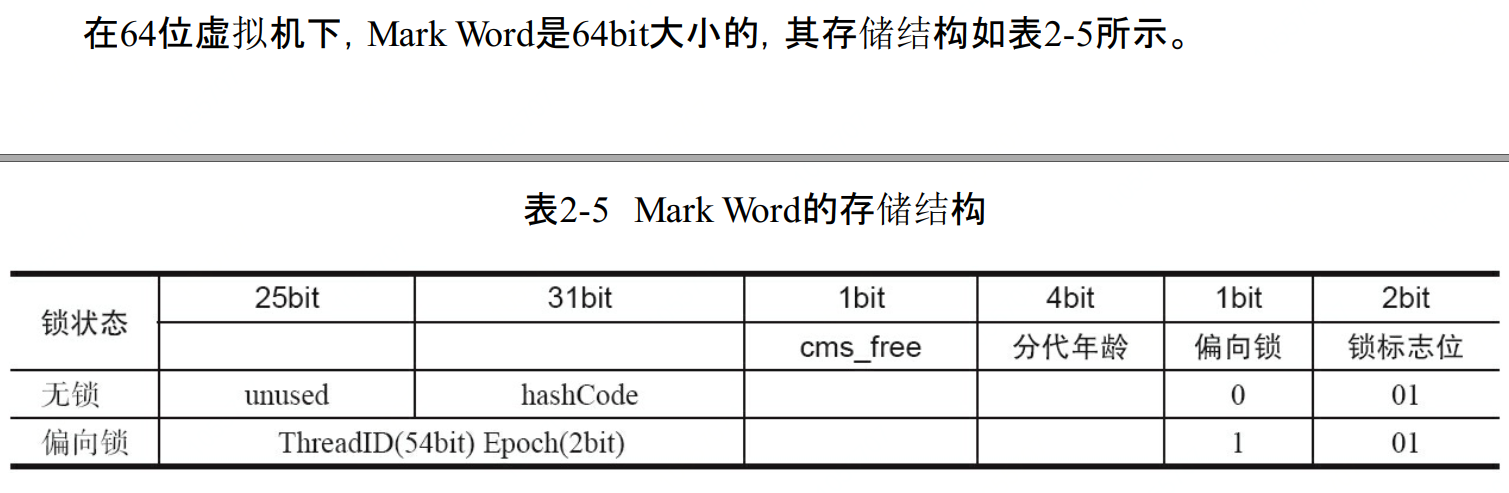 在64位虚拟机下，Mark Word是64bit大小的，其存储结构如表2-5所示。
表2-5 Mark Word的存储结构
锁状态 25bit 31bit 1bit 4bit 1bit 2bit
cms_free 分代年龄 偏向锁 锁标志位
无锁 unused hashCode 0 01
偏向锁 ThreadID(54bit) Epoch(2bit) 1 01